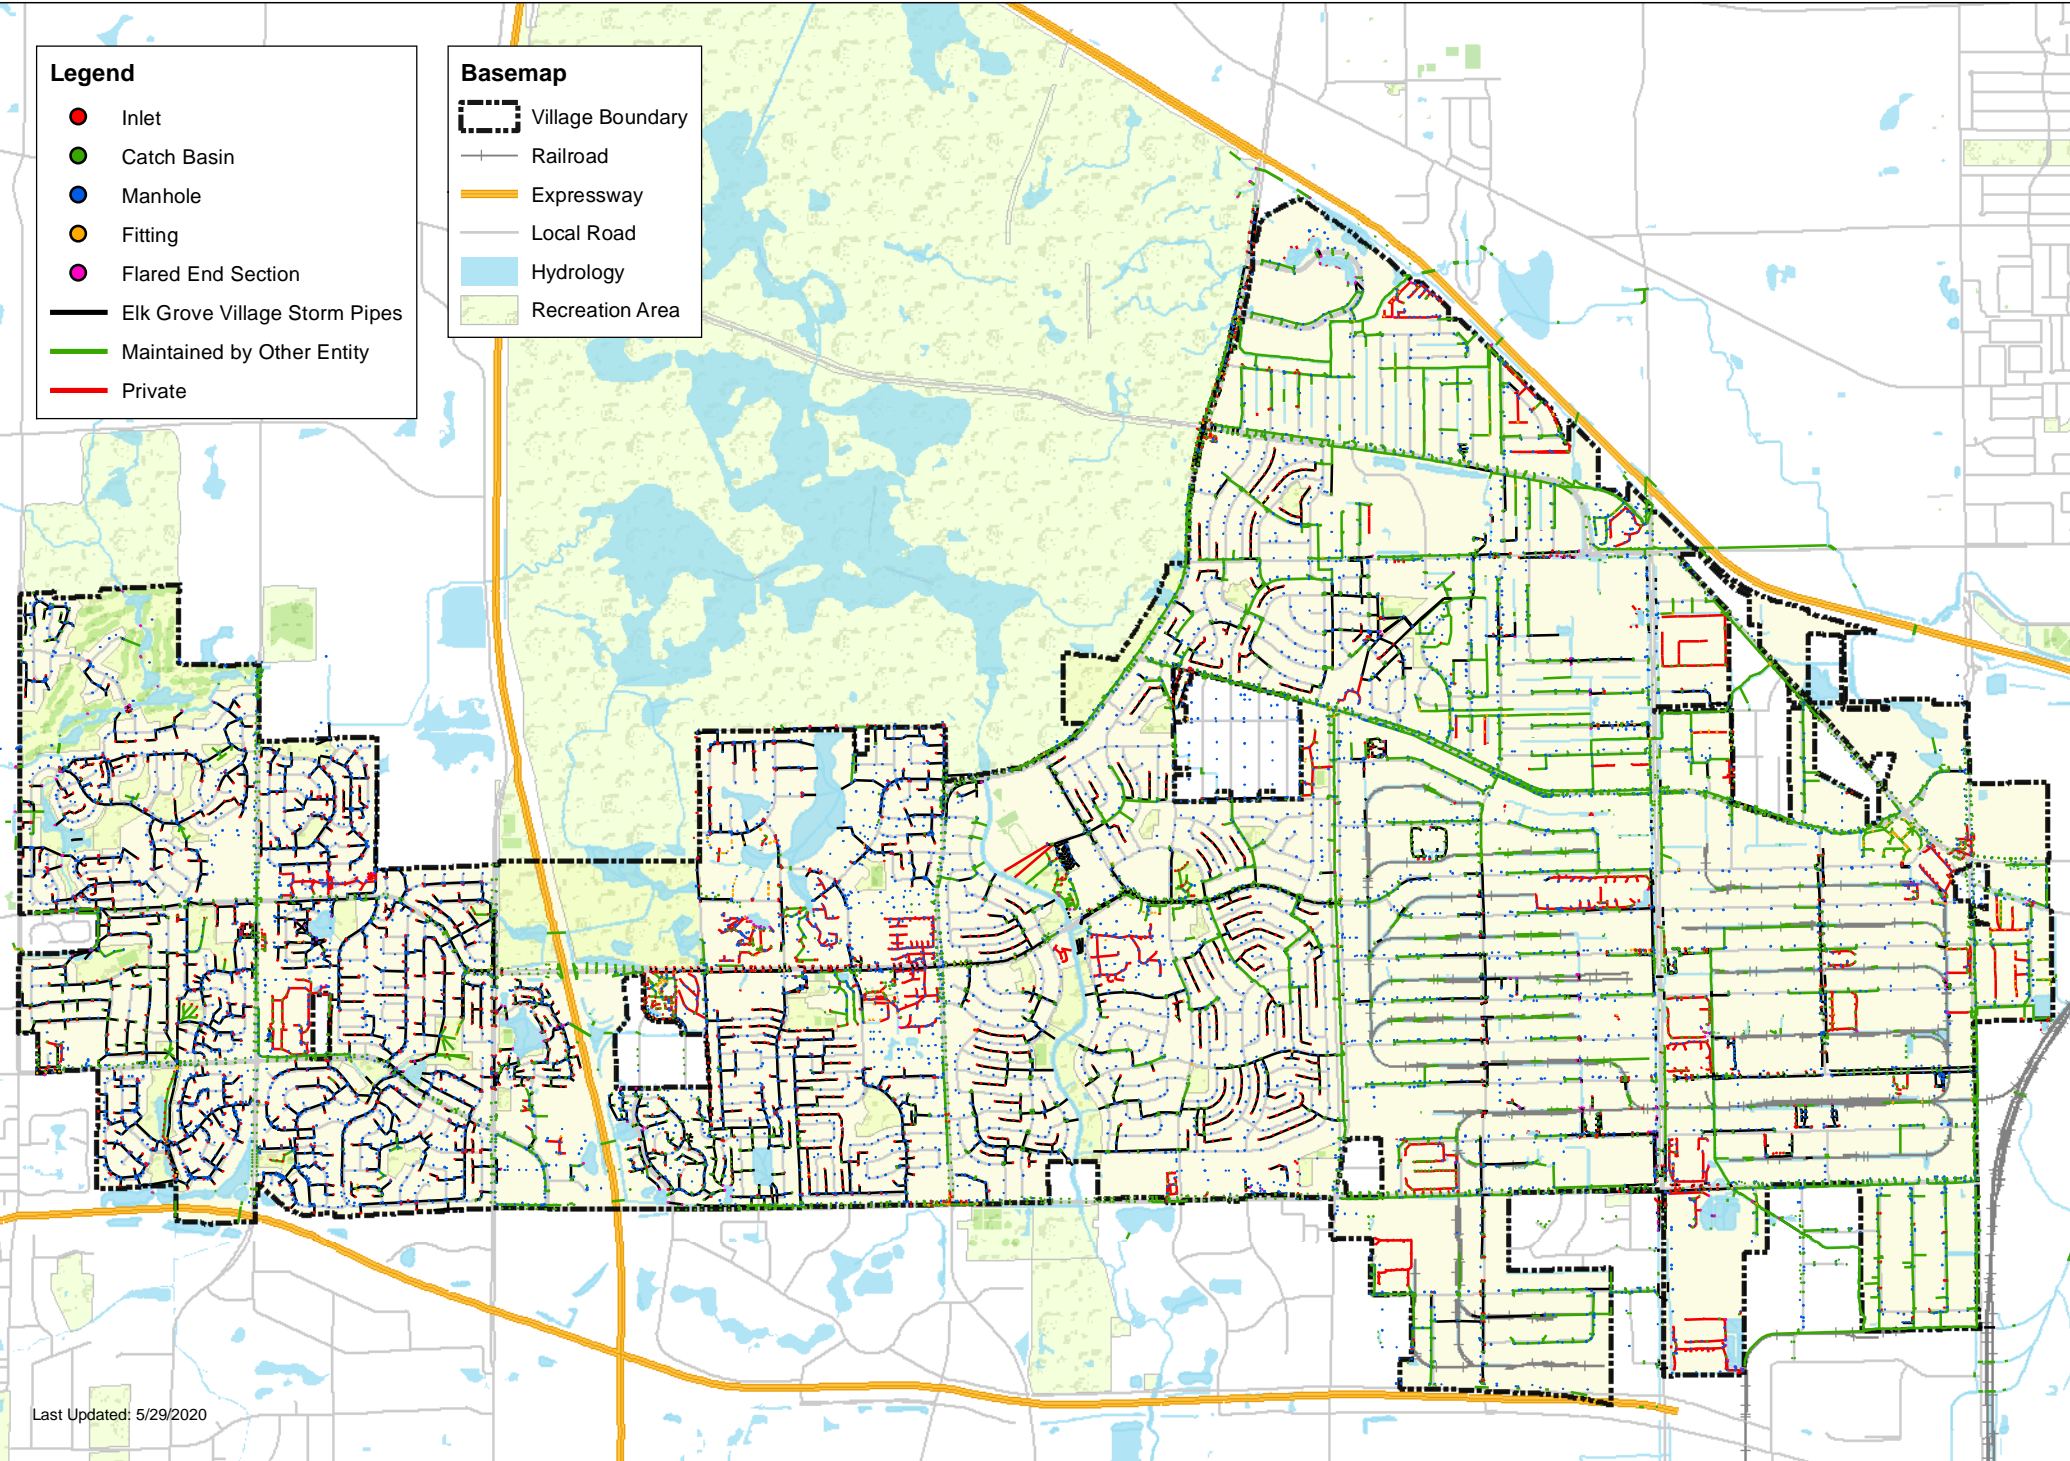 Legend
Inlet
Catch Basin
Manhole
Fitting
Flared End Section
Elk Grove Village Storm Pipes
Maintained by Other Entity
Private
Basemap
Village Boundary
Railroad
Expressway
Local Road
Hydrology
Recreation Area
Last Updated: 5/29/2020